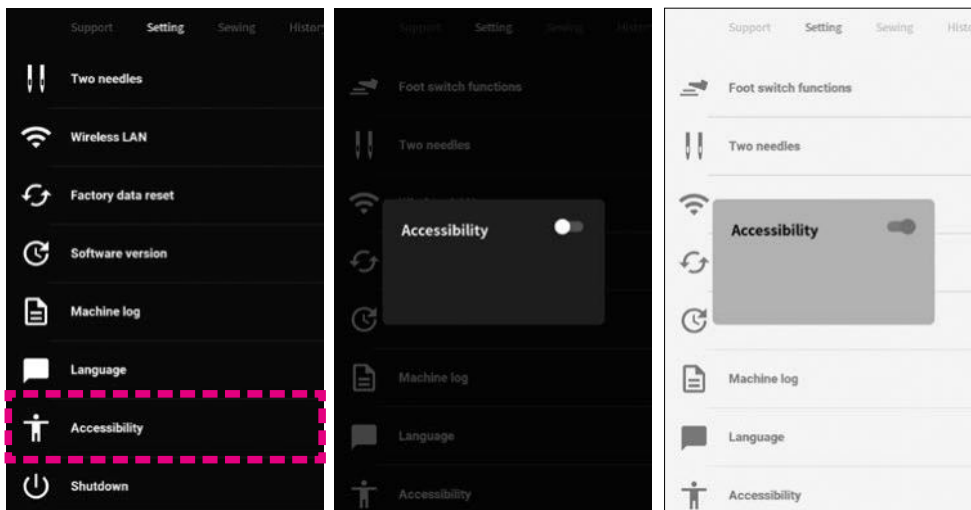 Support Setting Sewing Histor
Two needles
Wireless LAN
Factory data reset
Software version
Machine log
Language
Accessibility
Shutdown
Support Setting Sewing Histor
Foot switch functions
Two needles
Accessibility
Machine log
Language
Accessibility
Support Setting Sewing Histo
Foot switch functions
Two needles
Accessibility
Machine log
Language
Accessibility